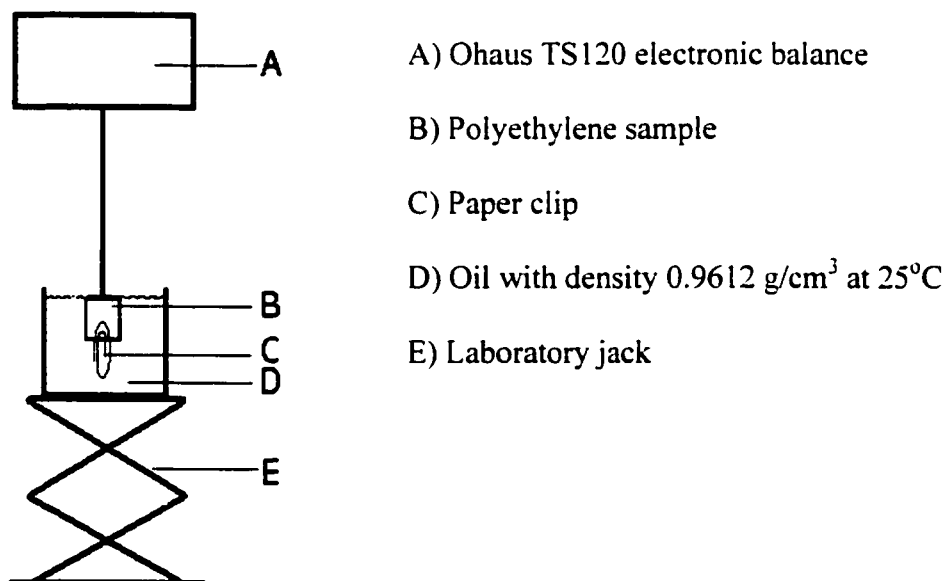 A
A) Ohaus TS120 electronic balance
B) Polyethylene sample
C) Paper clip
B
D) Oil with density 0.9612 g/cm³ at 25°C
C
E) Laboratory jack
D
E